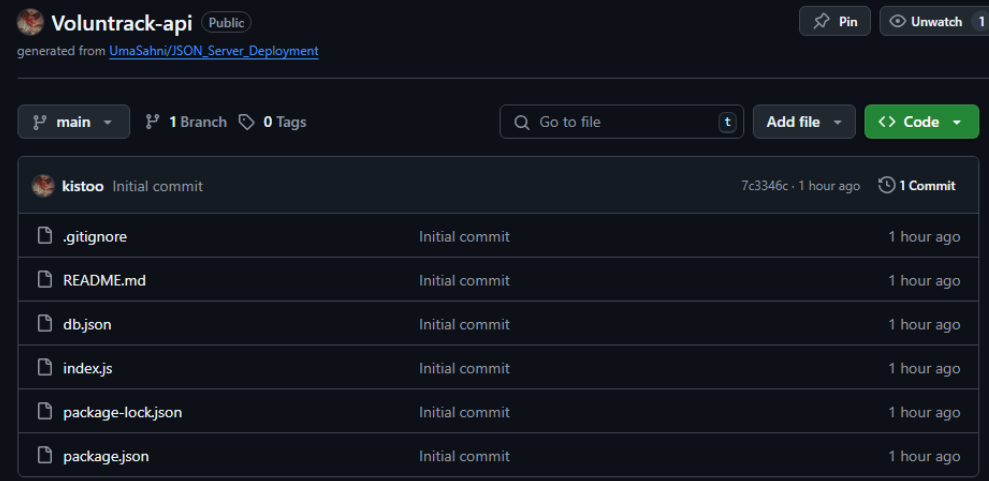 Voluntrack-api Public Pin Unwatch 1
generated from UmaSahni/JSON_Server_Deployment
main 1 Branch 0 Tags Go to file t Add file Code
kistoo Initial commit 7c3346c · 1 hour ago 1 Commit
.gitignore Initial commit 1 hour ago
README.md Initial commit 1 hour ago
db.json Initial commit 1 hour ago
index.js Initial commit 1 hour ago
package-lock.json Initial commit 1 hour ago
package.json Initial commit 1 hour ago